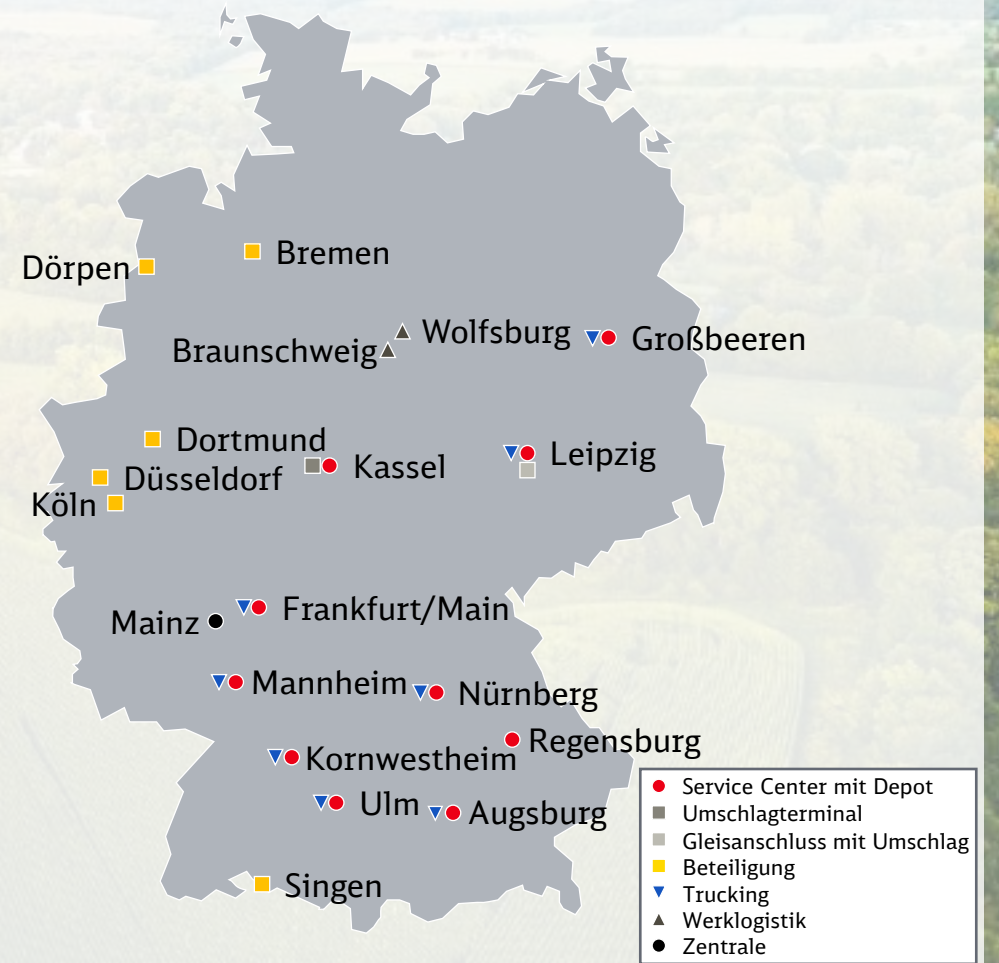 Bremen
Dörpen
Wolfsburg
Großbeeren
Braunschweig
Dortmund
Leipzig
Kassel
Düsseldorf
Köln
Frankfurt/Main
Mainz
Mannheim
Nürnberg
Regensburg
Kornwestheim
Ulm
Augsburg
Singen
Service Center mit Depot
Umschlagterminal
Gleisanschluss mit Umschlag
Beteiligung
Trucking
Werklogistik
Zentrale